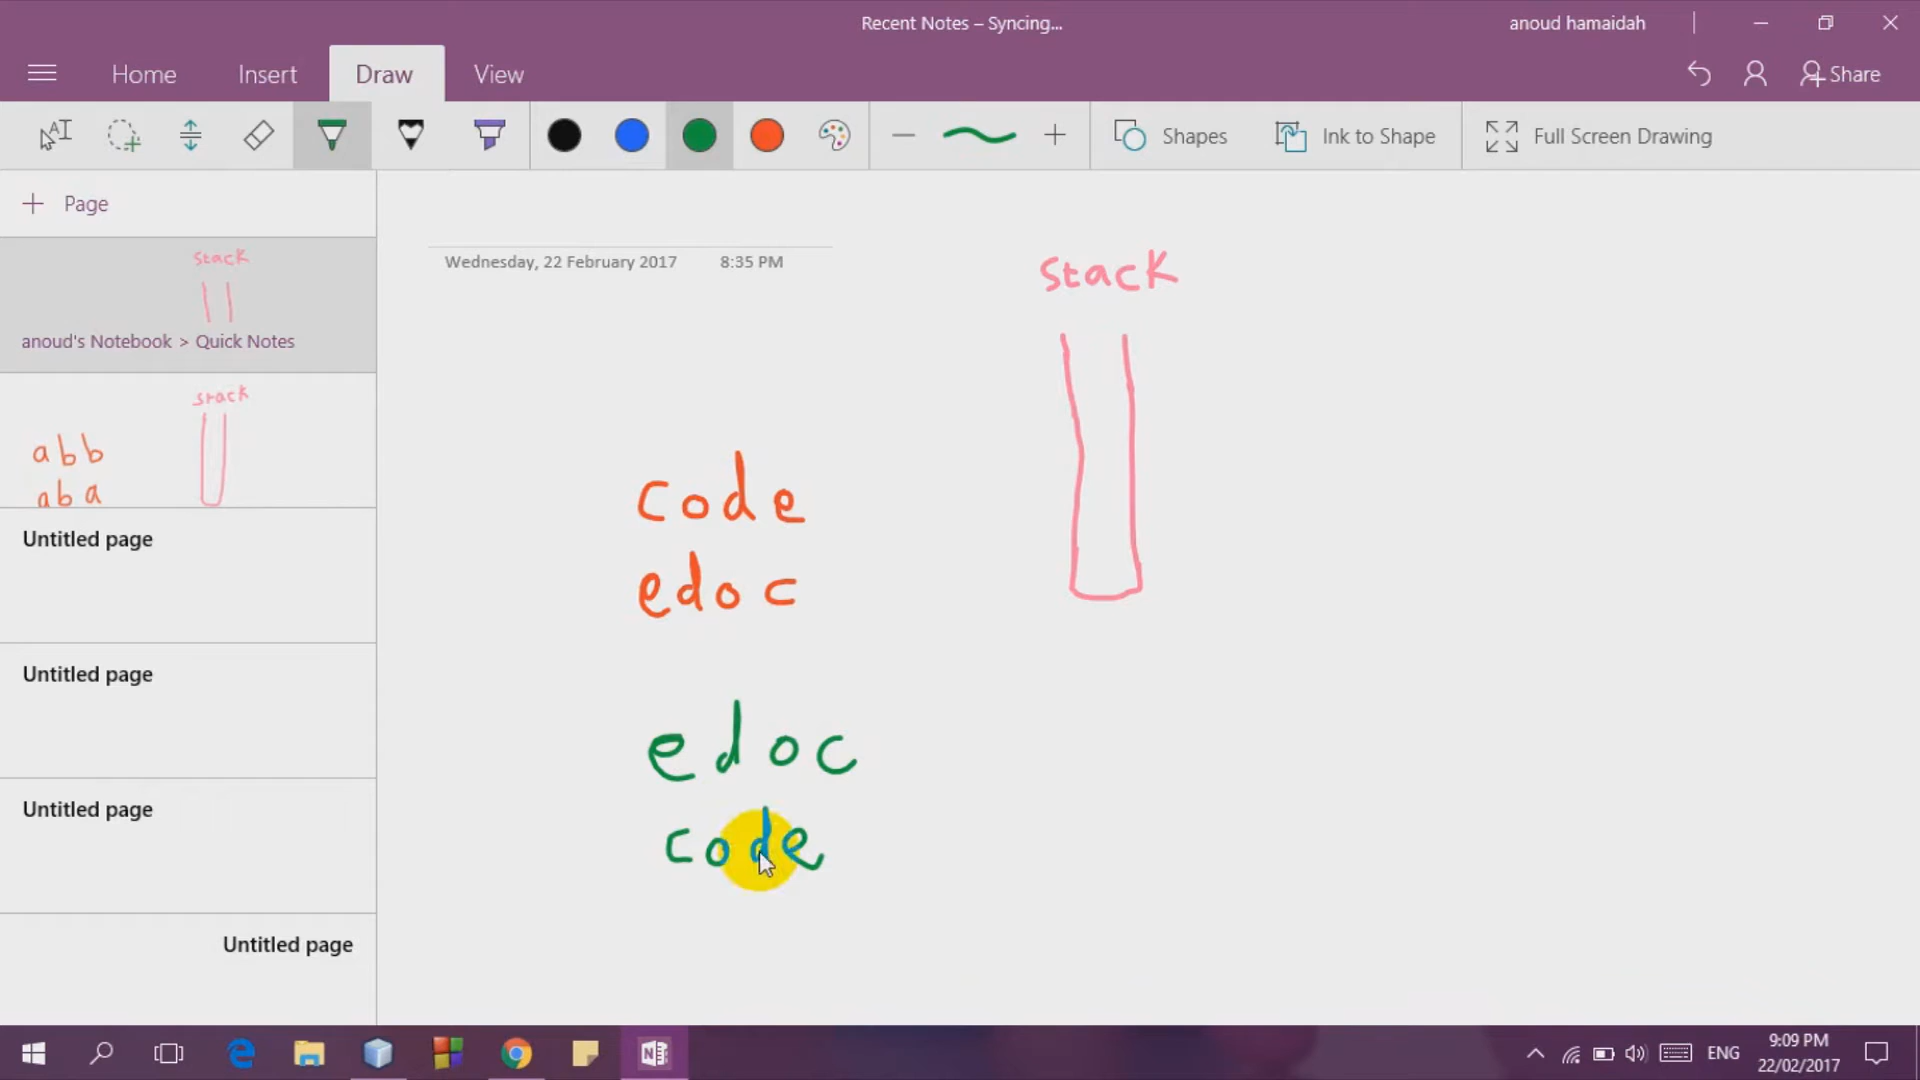 Recent Notes – Syncing...
anoud hamaidah
Home Insert Draw View
Share
Shapes Ink to Shape Full Screen Drawing
Page
stack
anoud's Notebook > Quick Notes
stack
abb
aba
Untitled page
Untitled page
Untitled page
Untitled page
Wednesday, 22 February 2017 8:35 PM
stack
code
edoc
edoc
code
ENG
9:09 PM
22/02/2017